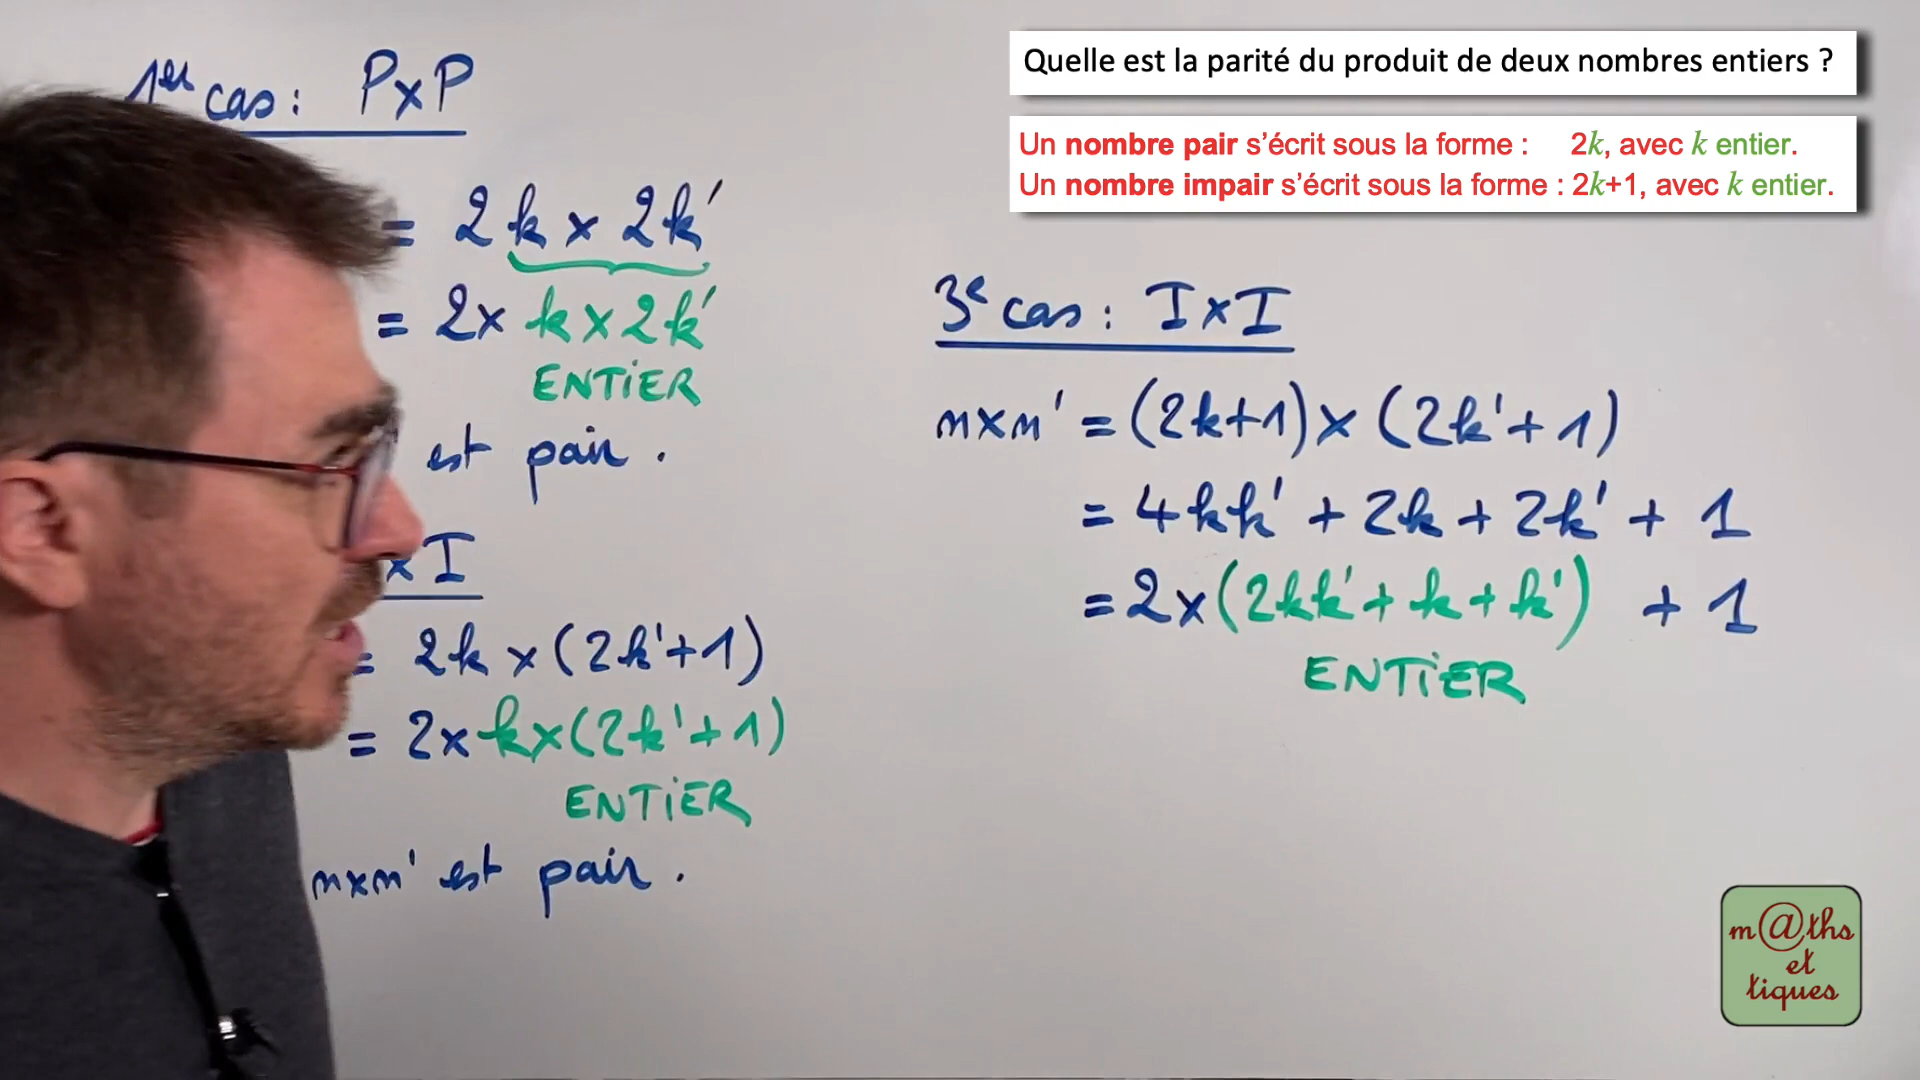 Quelle est la parité du produit de deux nombres entiers ?
Un nombre pair s'écrit sous la forme : 2k, avec k entier.
Un nombre impair s'écrit sous la forme : 2k+1, avec k entier.
1er cas : P×P
= 2k × 2k'
= 2× k×2k'
ENTiER
est pair .
×I
= 2k ×(2k'+1)
= 2× k×(2k'+1)
ENTiER
n×n' est pair .
3e cas : I×I
n×n' = (2k+1)× (2k'+1)
= 4kk' + 2k + 2k' + 1
= 2×(2kk' + k + k') + 1
ENTiER
m@ths
et
tiques